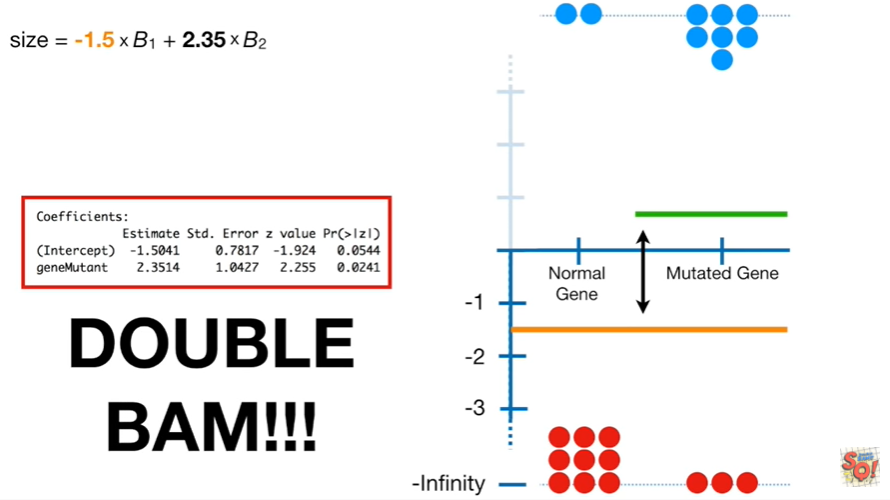 size = -1.5 x B₁ + 2.35 x B₂
Coefficients:
Estimate Std. Error z value Pr(>|z|)
(Intercept) -1.5041 0.7817 -1.924 0.0544
geneMutant 2.3514 1.0427 2.255 0.0241
DOUBLE
BAM!!!
Normal
Gene
Mutated Gene
-1
-2
-3
-Infinity
SQ!